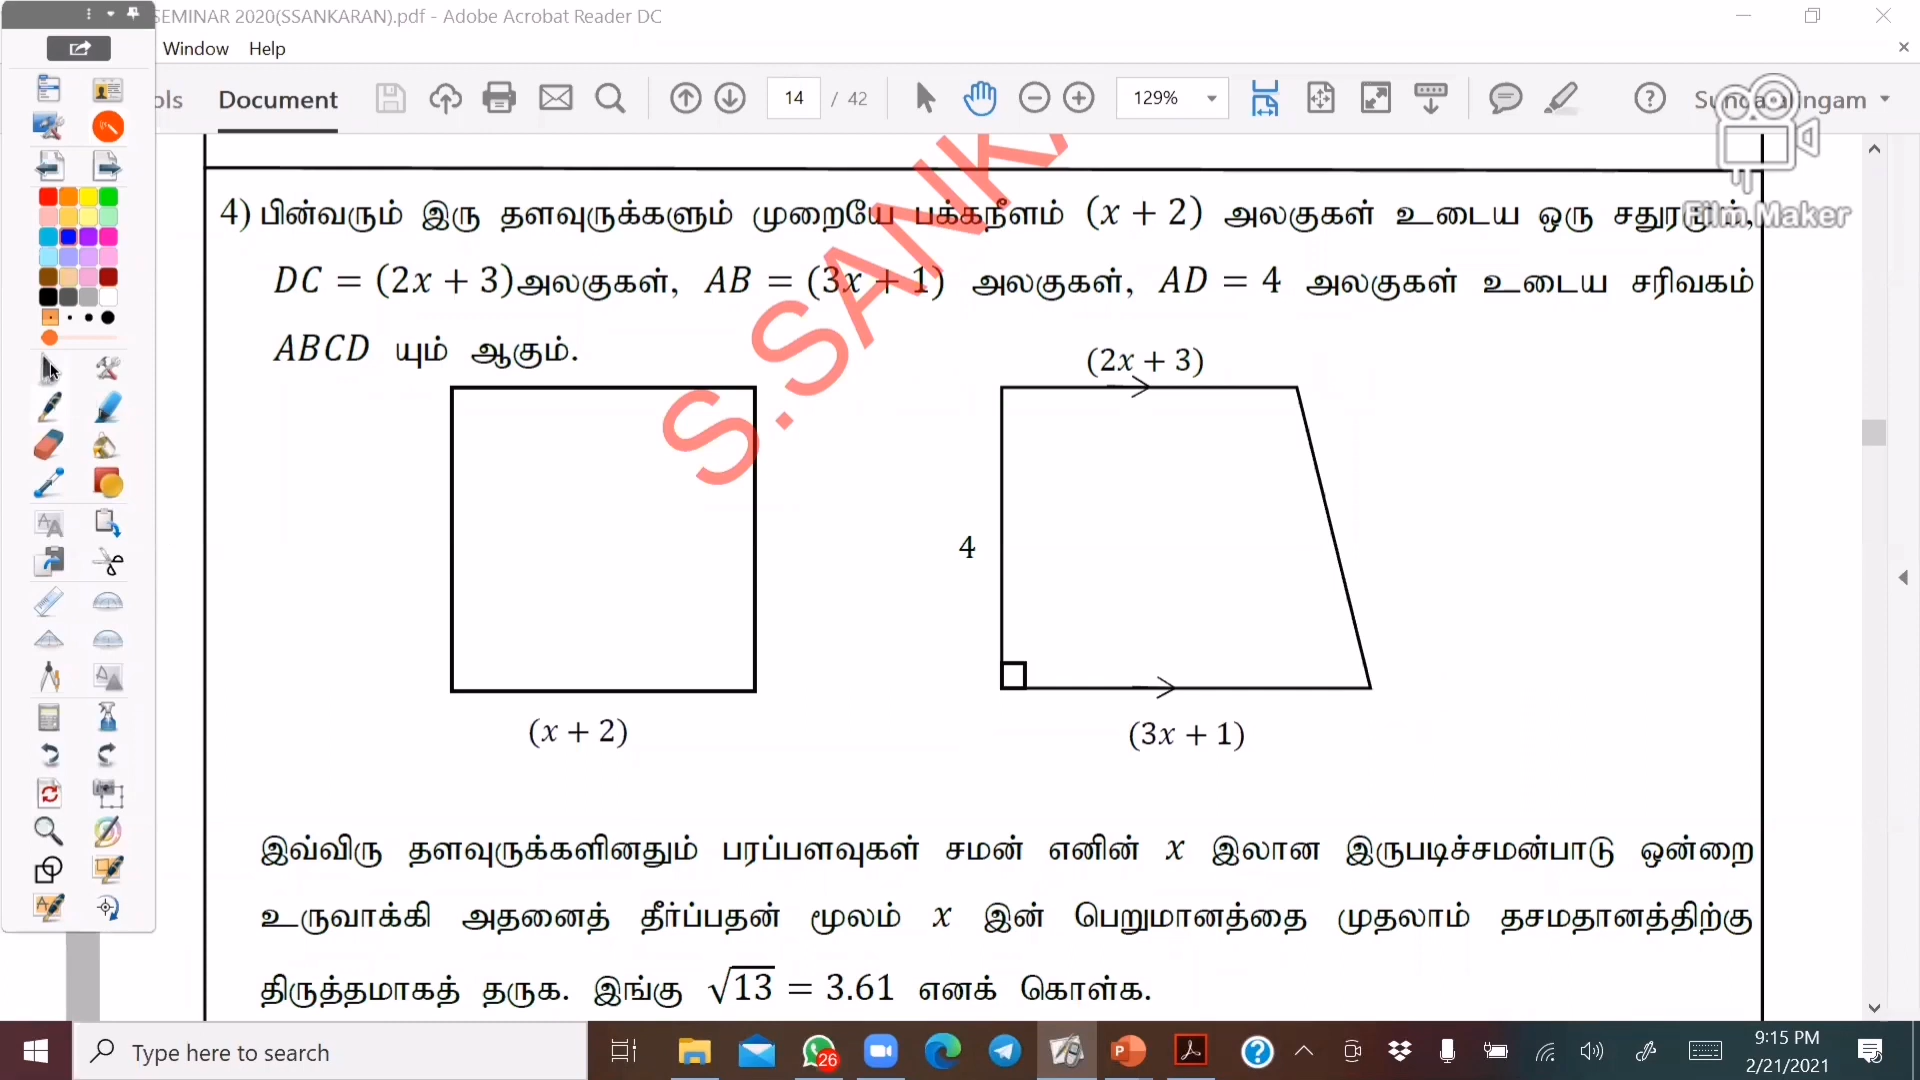 SEMINAR 2020(SSANKARAN).pdf - Adobe Acrobat Reader DC
Window Help
ols Document 14 / 42 129% Sundaralingam
Film Maker
S.SANKA
4) பின்வரும் இரு தளவுருக்களும் முறையே பக்கநீளம் (x + 2) அலகுகள் உடைய ஒரு சதுரமும்,
DC = (2x + 3)அலகுகள், AB = (3x + 1) அலகுகள், AD = 4 அலகுகள் உடைய சரிவகம்
ABCD யும் ஆகும்.
(2x + 3)
4
(x + 2)
(3x + 1)
இவ்விரு தளவுருக்களினதும் பரப்பளவுகள் சமன் எனின் x இலான இருபடிச்சமன்பாடு ஒன்றை
உருவாக்கி அதனைத் தீர்ப்பதன் மூலம் x இன் பெறுமானத்தை முதலாம் தசமதானத்திற்கு
திருத்தமாகத் தருக. இங்கு √13 = 3.61 எனக் கொள்க.
Type here to search
26
9:15 PM
2/21/2021